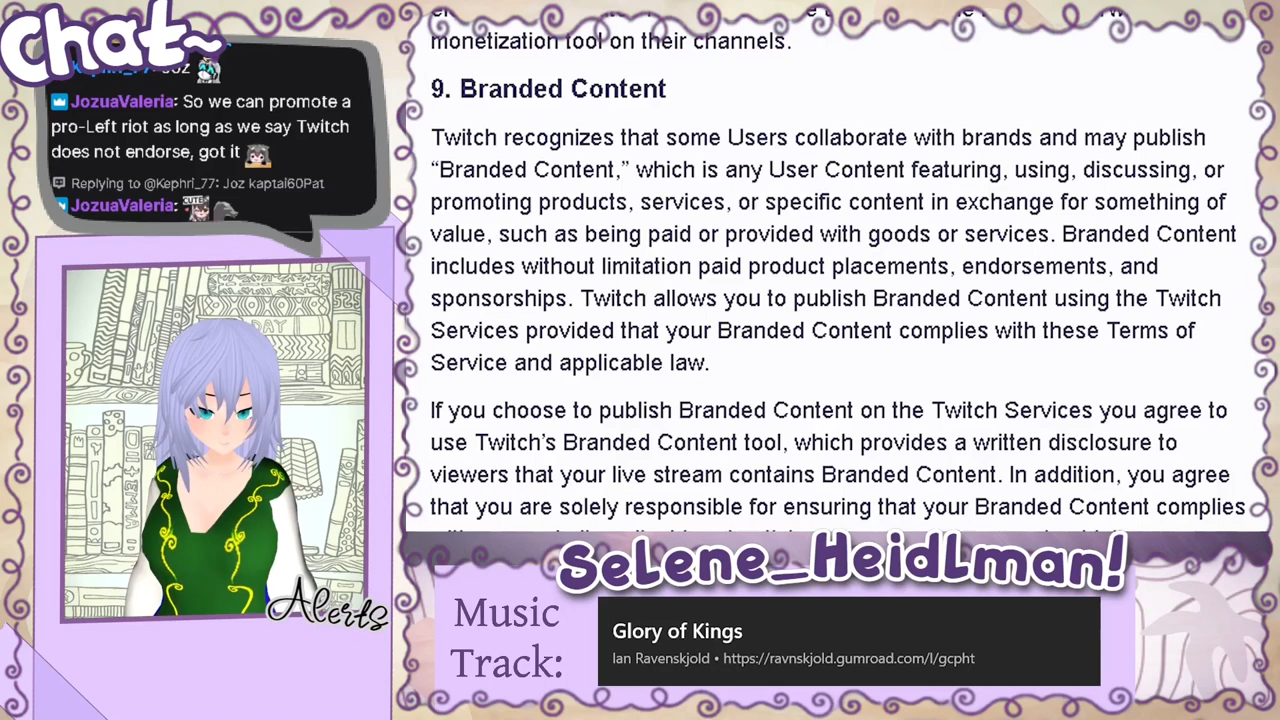 Chat~
Joz
JozuaValeria: So we can promote a
pro-Left riot as long as we say Twitch
does not endorse, got it
Replying to @Kephri_77: Joz kaptai60Pat
JozuaValeria:
CUTE
DAY
Alerts
monetization tool on their channels.
9. Branded Content
Twitch recognizes that some Users collaborate with brands and may publish
“Branded Content,” which is any User Content featuring, using, discussing, or
promoting products, services, or specific content in exchange for something of
value, such as being paid or provided with goods or services. Branded Content
includes without limitation paid product placements, endorsements, and
sponsorships. Twitch allows you to publish Branded Content using the Twitch
Services provided that your Branded Content complies with these Terms of
Service and applicable law.
If you choose to publish Branded Content on the Twitch Services you agree to
use Twitch’s Branded Content tool, which provides a written disclosure to
viewers that your live stream contains Branded Content. In addition, you agree
that you are solely responsible for ensuring that your Branded Content complies
Selene_Heidlman!
Music
Track:
Glory of Kings
Ian Ravenskjold • https://ravnskjold.gumroad.com/l/gcpht